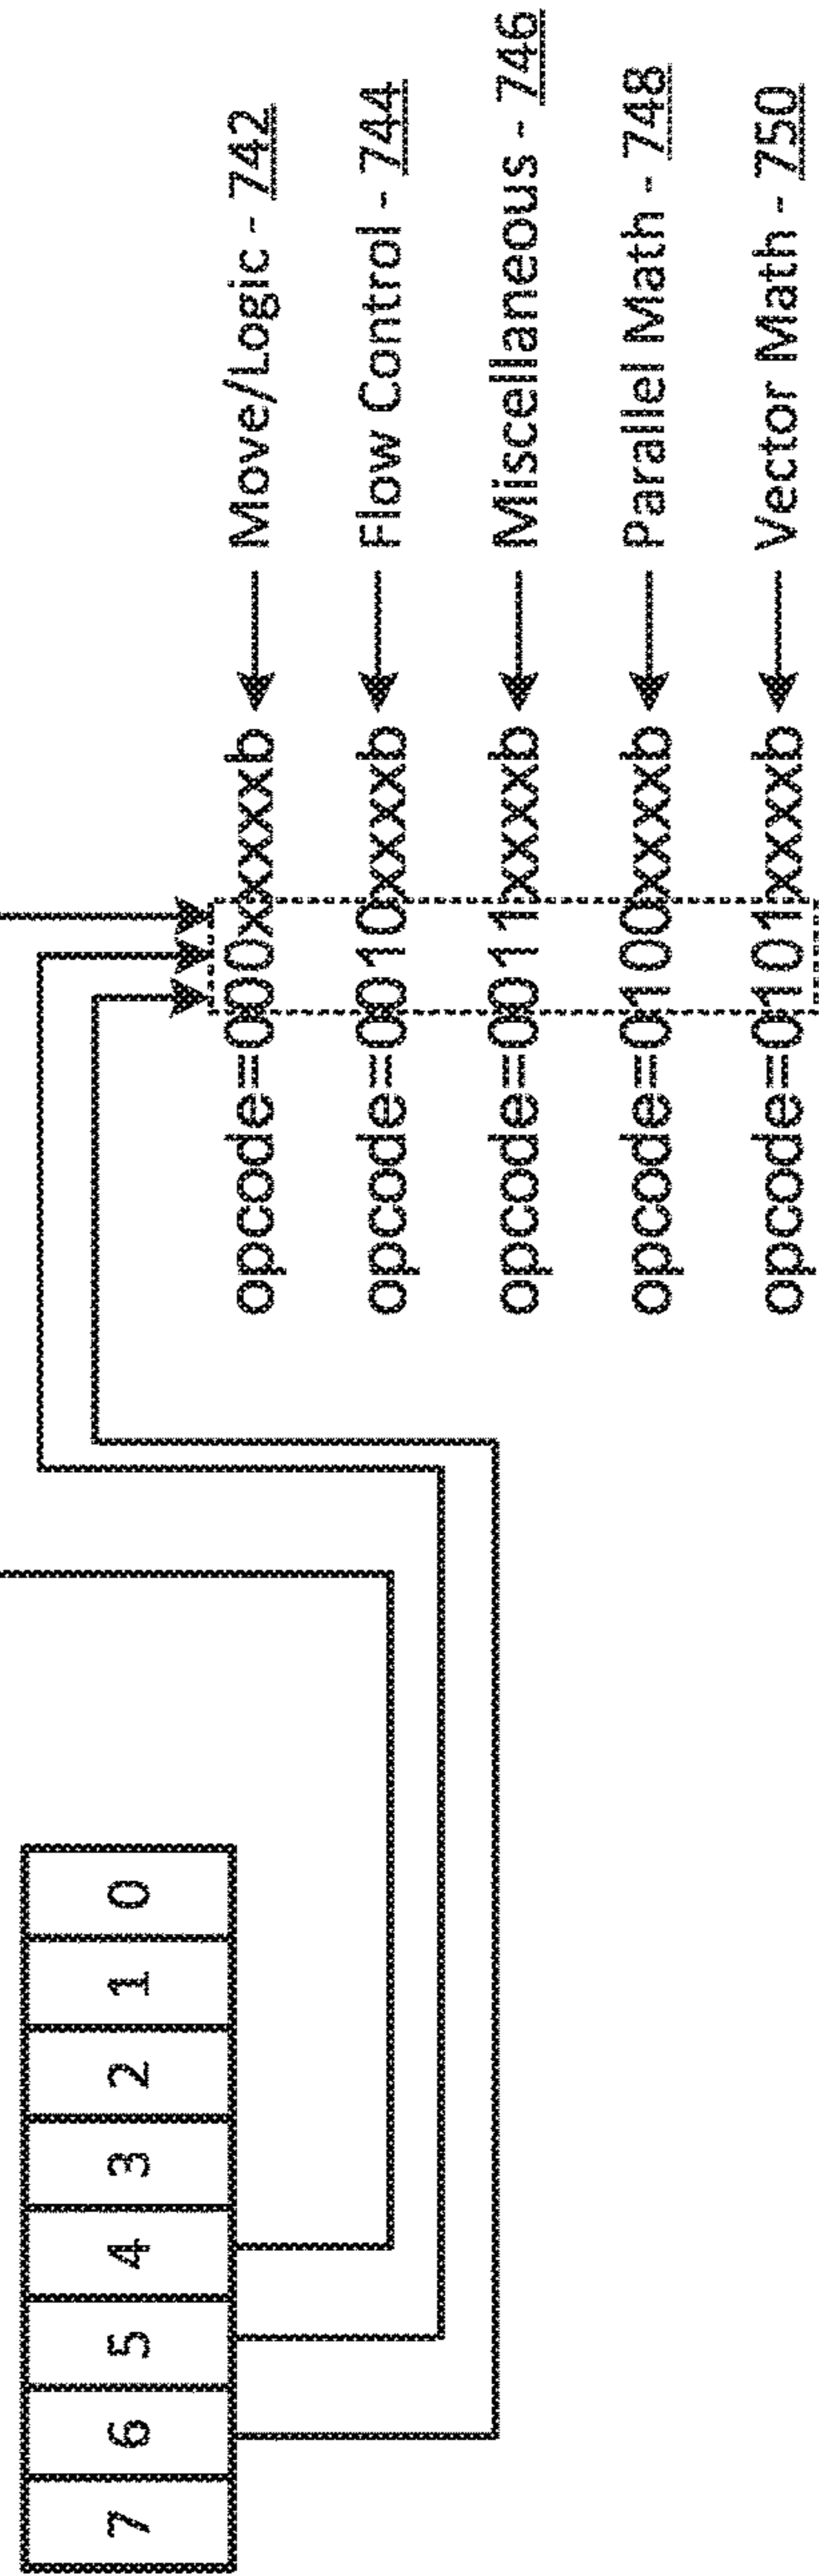 7 6 5 4 3 2 1 0
opcode=000xxxxxb ← Move/Logic - 742
opcode=0010xxxxb ← Flow Control - 744
opcode=0011xxxxb ← Miscellaneous - 746
opcode=0100xxxxb ← Parallel Math - 748
opcode=0101xxxxb ← Vector Math - 750